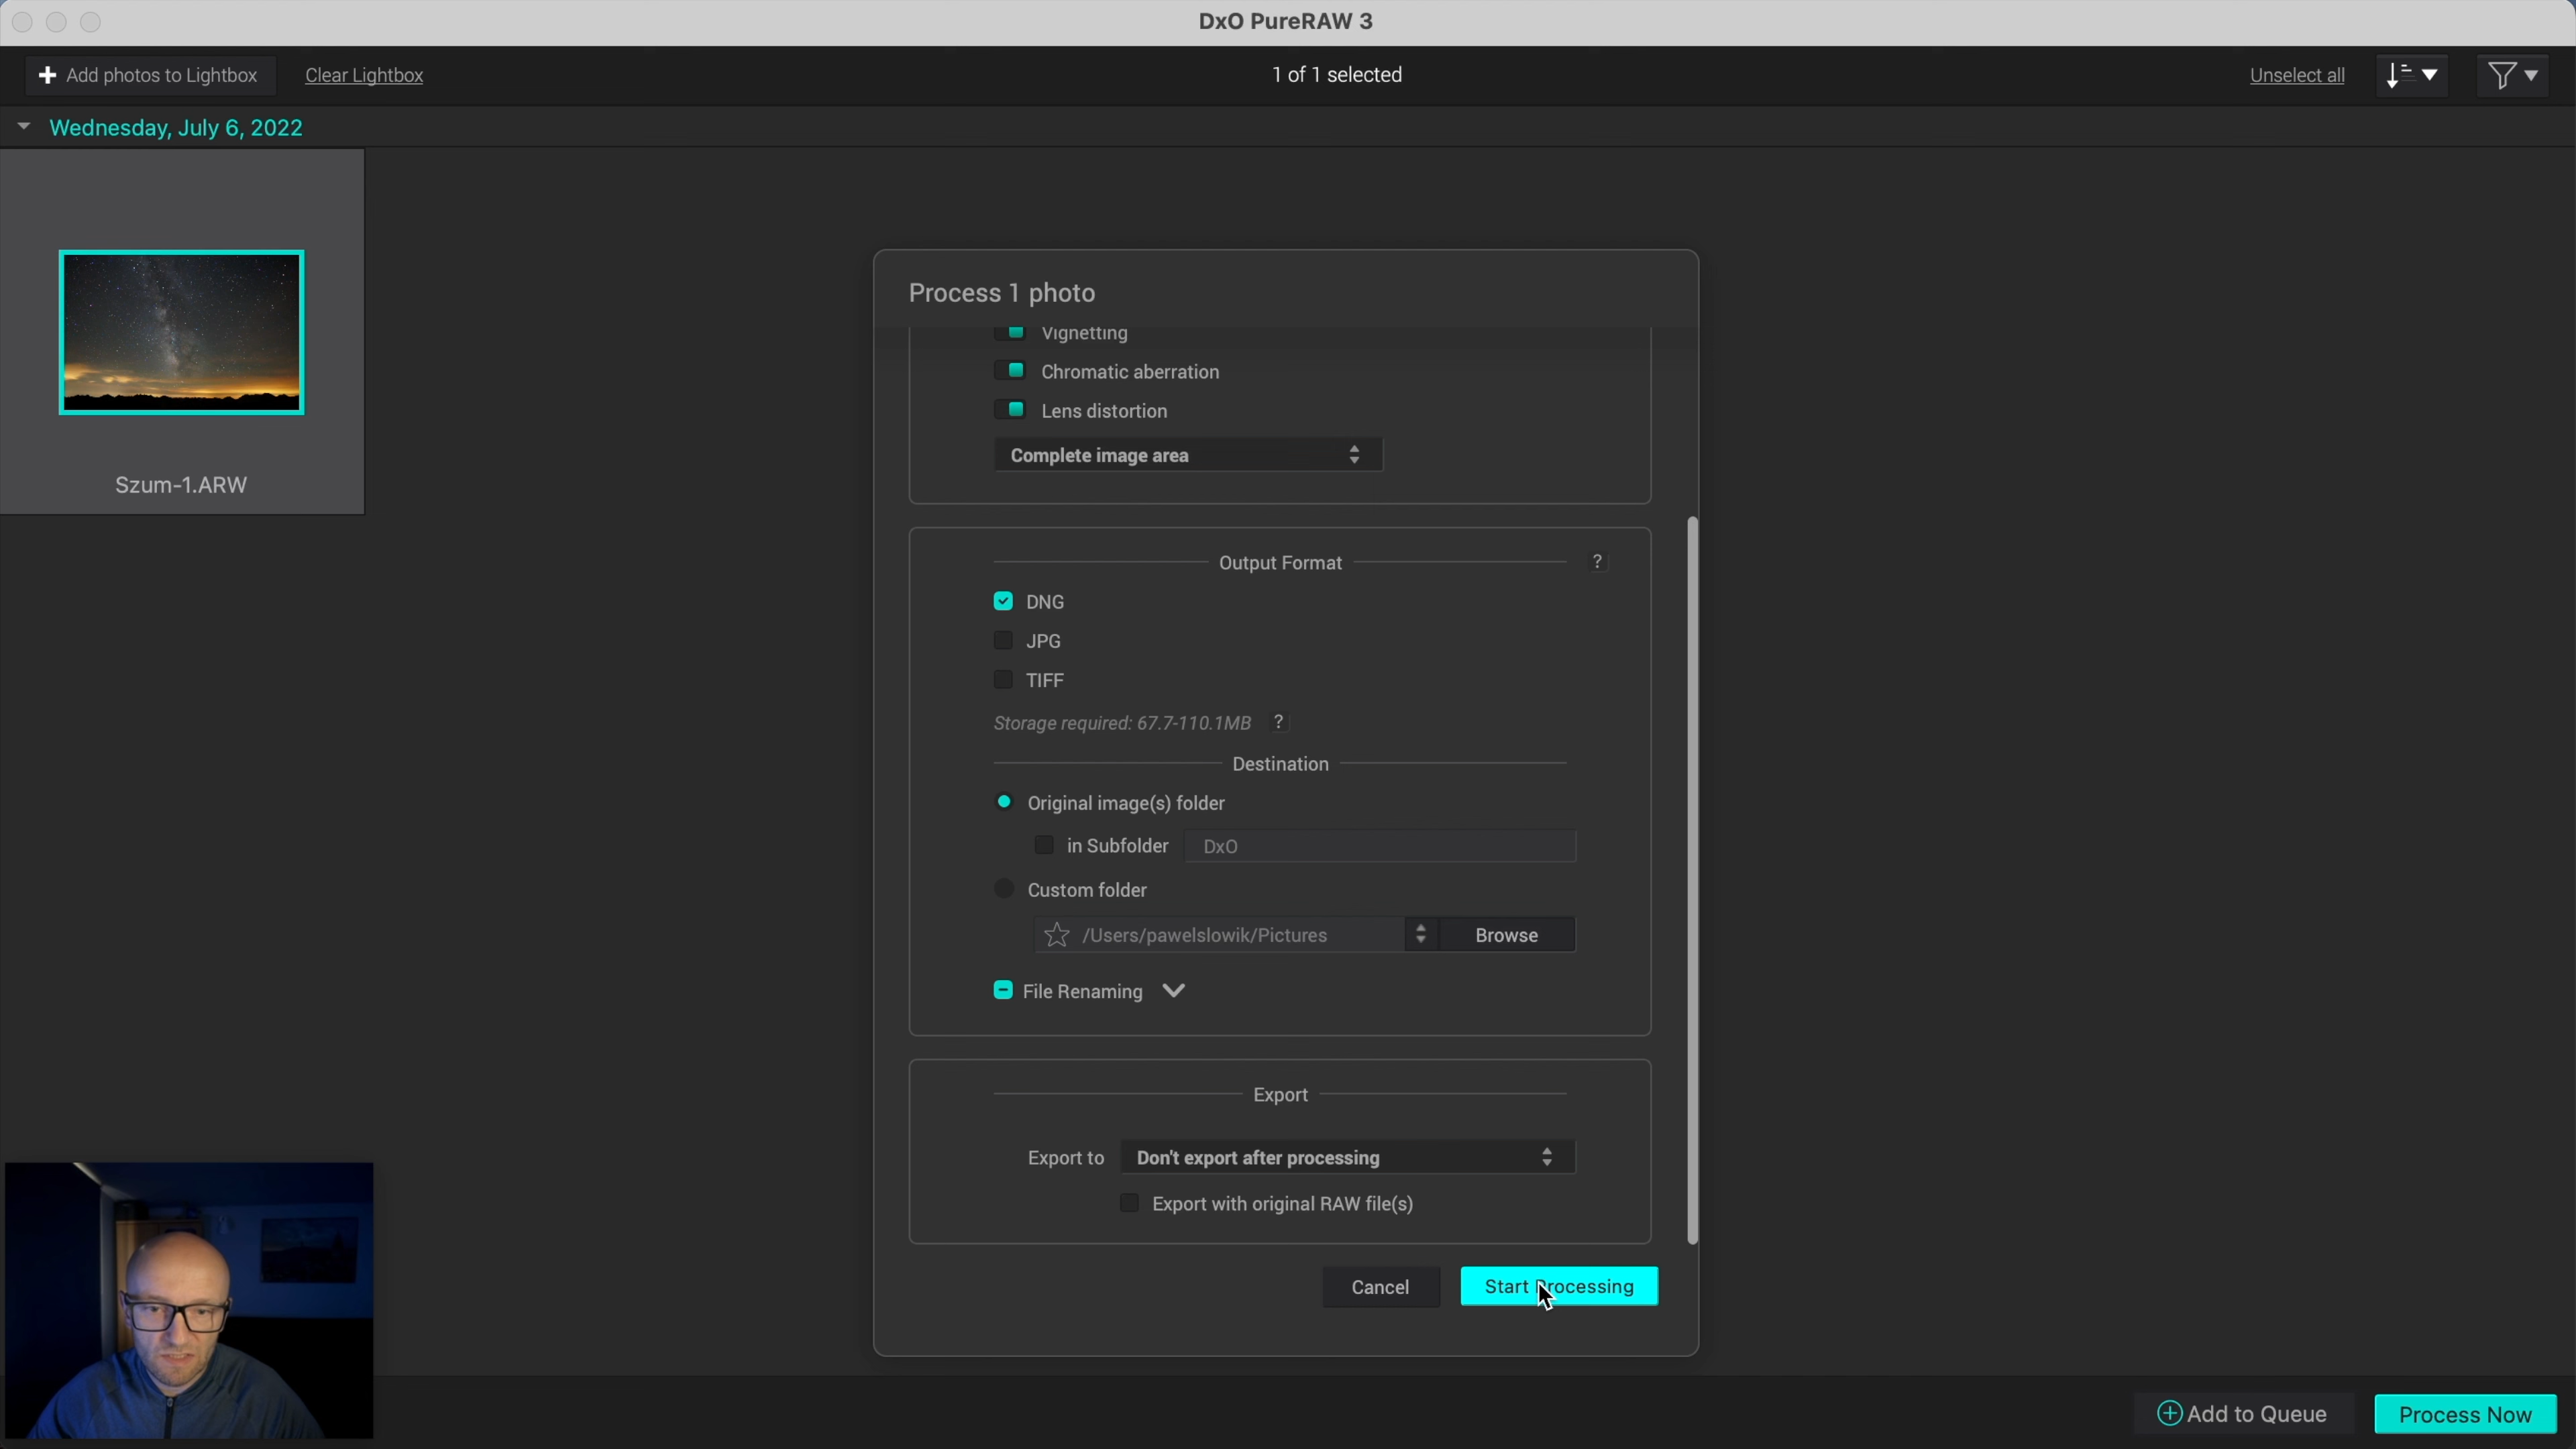 DxO PureRAW 3
Add photos to Lightbox
Clear Lightbox
1 of 1 selected
Unselect all
Wednesday, July 6, 2022
Szum-1.ARW
Process 1 photo
Vignetting
Chromatic aberration
Lens distortion
Complete image area
Output Format
?
DNG
JPG
TIFF
Storage required: 67.7-110.1MB ?
Destination
Original image(s) folder
in Subfolder DxO
Custom folder
/Users/pawelslowik/Pictures Browse
File Renaming
Export
Export to Don't export after processing
Export with original RAW file(s)
Cancel
Start Processing
Add to Queue
Process Now